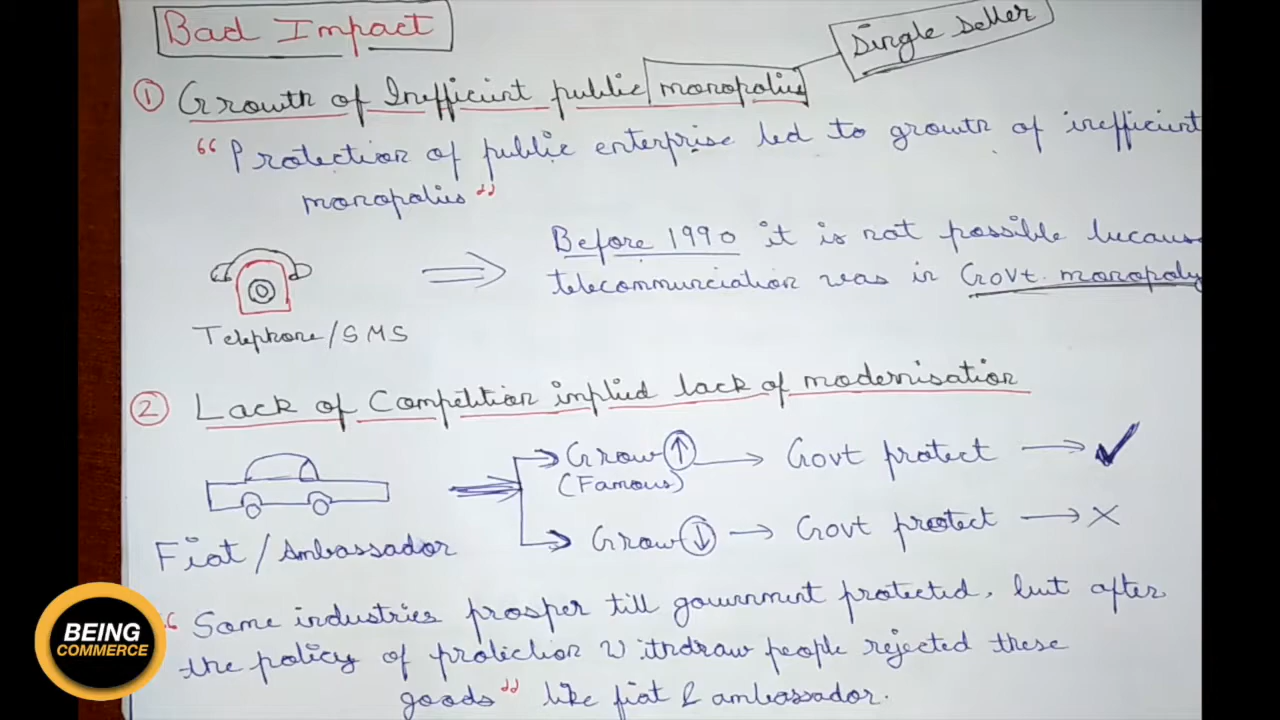 Bad Impact
Single Seller
① Growth of Inefficient public monopolies
“ Protection of public enterprise led to growth of inefficient
monopolies ”
Before 1990 it is not possible because
telecommunciation was in Govt. monopoly
Telephone/SMS
② Lack of Competition implied lack of modernisation
Grow ↑ → Govt protect → ✓
(Famous)
Grow ↓ → Govt protect → ×
Fiat / Ambassador
“ Some industries prosper till government protected, but after
the policy of protection withdraw people rejected these
goods ” like fiat & ambassador.
BEING
COMMERCE